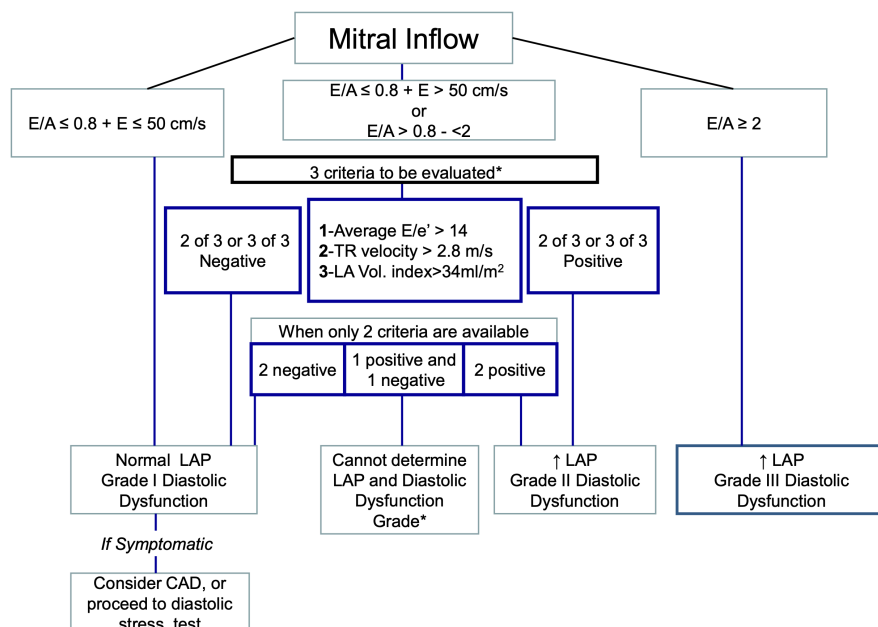 Mitral Inflow
E/A ≤ 0.8 + E ≤ 50 cm/s
E/A ≤ 0.8 + E > 50 cm/s
or
E/A > 0.8 - <2
E/A ≥ 2
3 criteria to be evaluated*
2 of 3 or 3 of 3
Negative
1-Average E/e’ > 14
2-TR velocity > 2.8 m/s
3-LA Vol. index>34ml/m²
2 of 3 or 3 of 3
Positive
When only 2 criteria are available
2 negative
1 positive and
1 negative
2 positive
Normal LAP
Grade I Diastolic
Dysfunction
Cannot determine
LAP and Diastolic
Dysfunction
Grade*
↑ LAP
Grade II Diastolic
Dysfunction
↑ LAP
Grade III Diastolic
Dysfunction
If Symptomatic
Consider CAD, or
proceed to diastolic
stress test